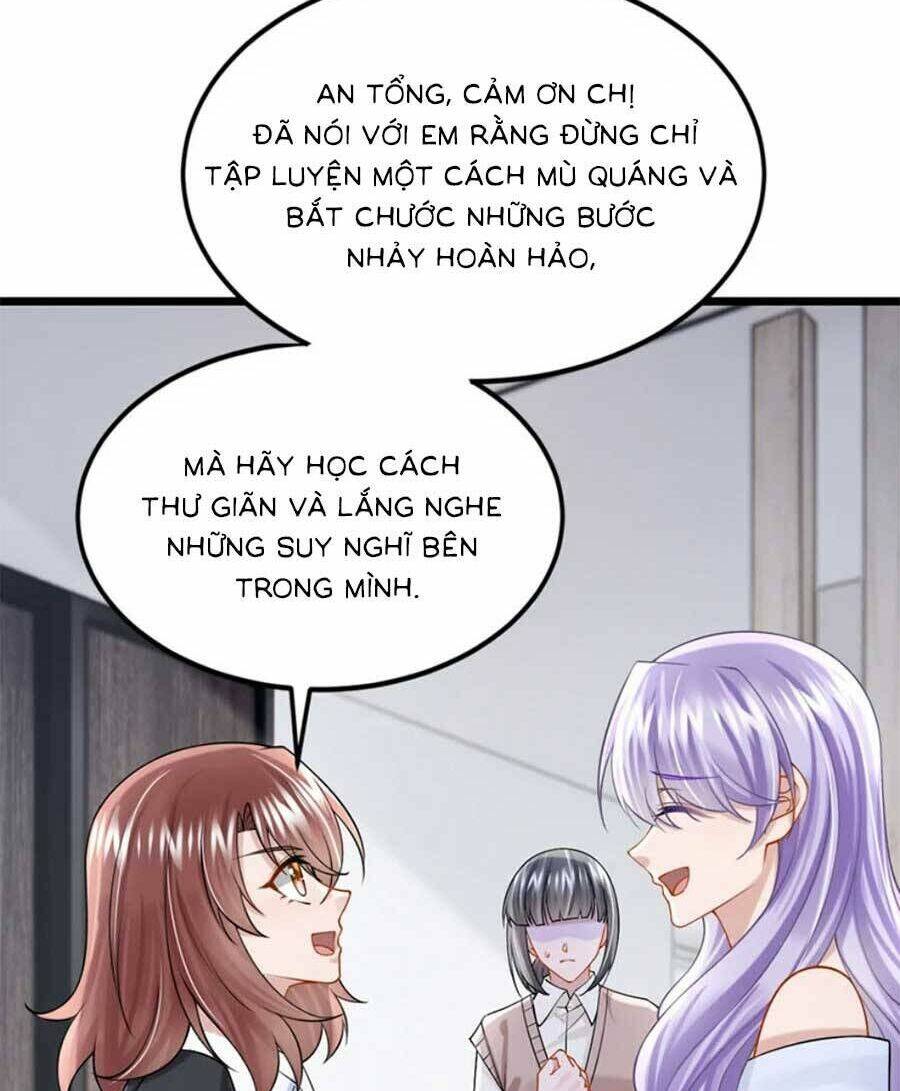 AN TỔNG, CẢM ƠN CHỊ
ĐÃ NÓI VỚI EM RẰNG ĐỪNG CHỈ
TẬP LUYỆN MỘT CÁCH MÙ QUÁNG VÀ
BẮT CHƯỚC NHỮNG BƯỚC
NHẢY HOÀN HẢO,
MÀ HÃY HỌC CÁCH
THƯ GIÃN VÀ LẮNG NGHE
NHỮNG SUY NGHĨ BÊN
TRONG MÌNH.